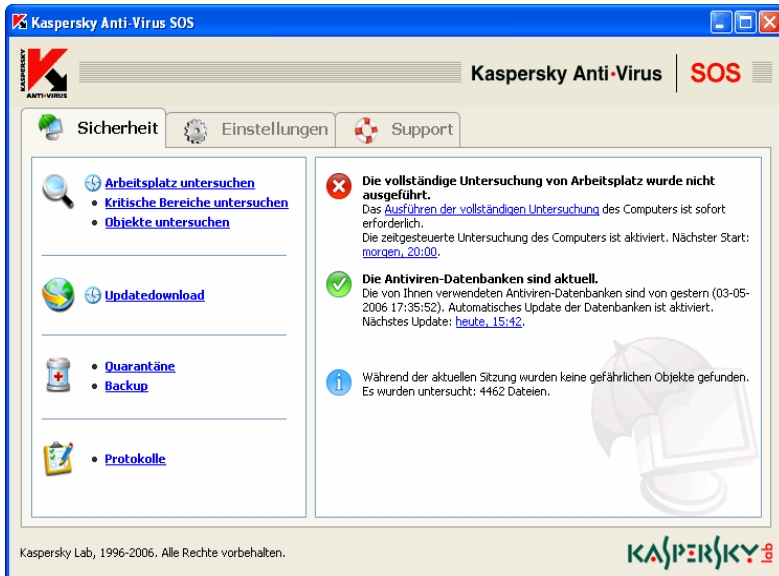 Kaspersky Anti-Virus SOS
KASPERSKY
ANTI-VIRUS
Kaspersky Anti•Virus SOS
Sicherheit
Einstellungen
Support
Arbeitsplatz untersuchen
• Kritische Bereiche untersuchen
• Objekte untersuchen
Updatedownload
• Quarantäne
• Backup
• Protokolle
Die vollständige Untersuchung von Arbeitsplatz wurde nicht
ausgeführt.
Das Ausführen der vollständigen Untersuchung des Computers ist sofort
erforderlich.
Die zeitgesteuerte Untersuchung des Computers ist aktiviert. Nächster Start:
morgen, 20:00.
Die Antiviren-Datenbanken sind aktuell.
Die von Ihnen verwendeten Antiviren-Datenbanken sind von gestern (03-05-
2006 17:35:52). Automatisches Update der Datenbanken ist aktiviert.
Nächstes Update: heute, 15:42.
Während der aktuellen Sitzung wurden keine gefährlichen Objekte gefunden.
Es wurden untersucht: 4462 Dateien.
Kaspersky Lab, 1996-2006. Alle Rechte vorbehalten.
KASPERSKY lab